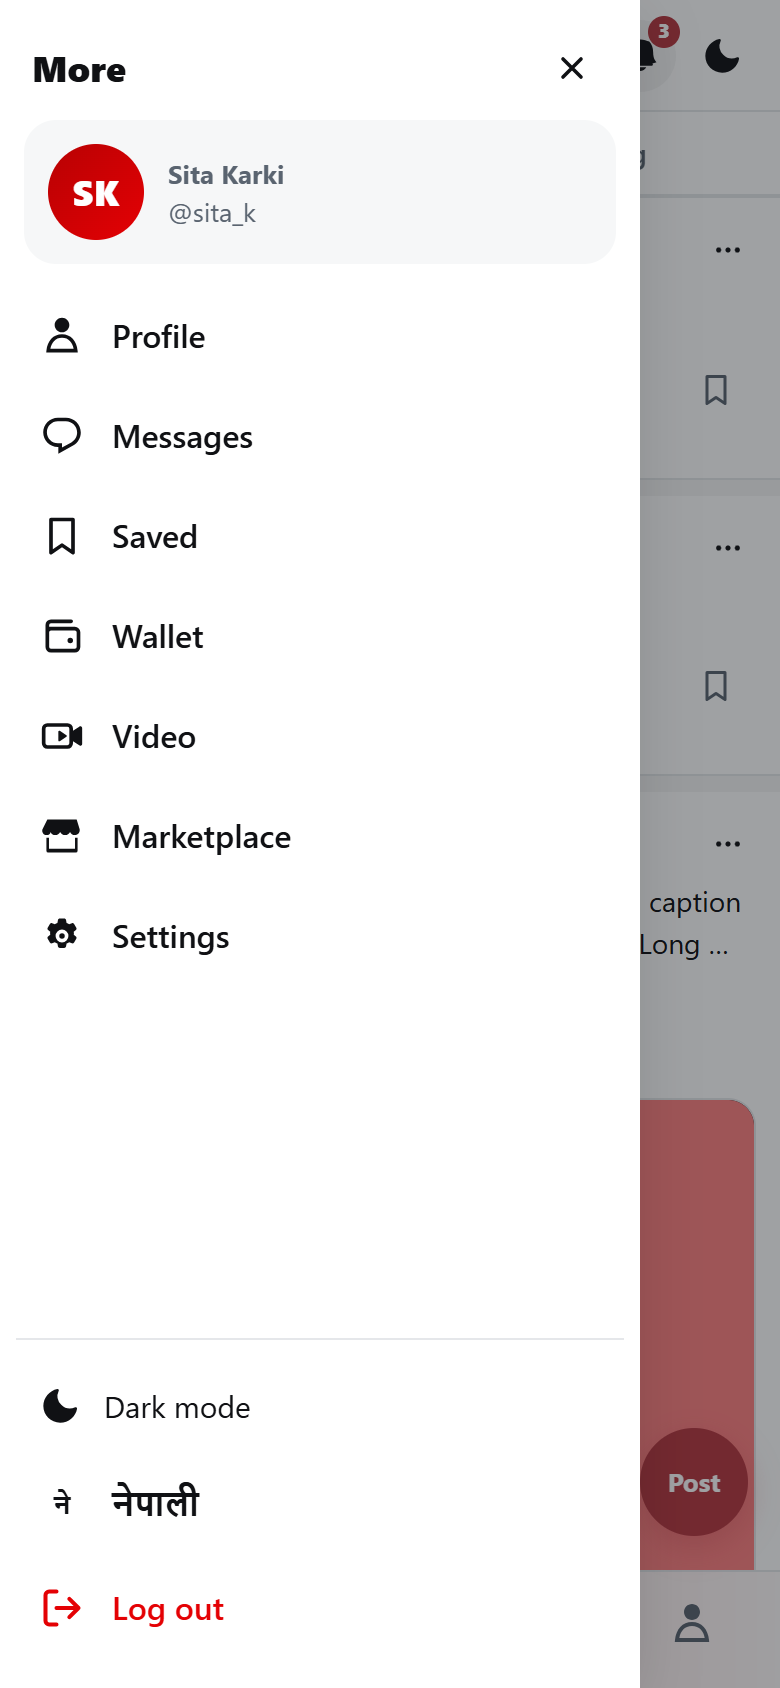 More
3
SK
Sita Karki
@sita_k
Profile
Messages
Saved
Wallet
Video
Marketplace
Settings
caption
Long ...
Dark mode
Post
ने
नेपाली
Log out